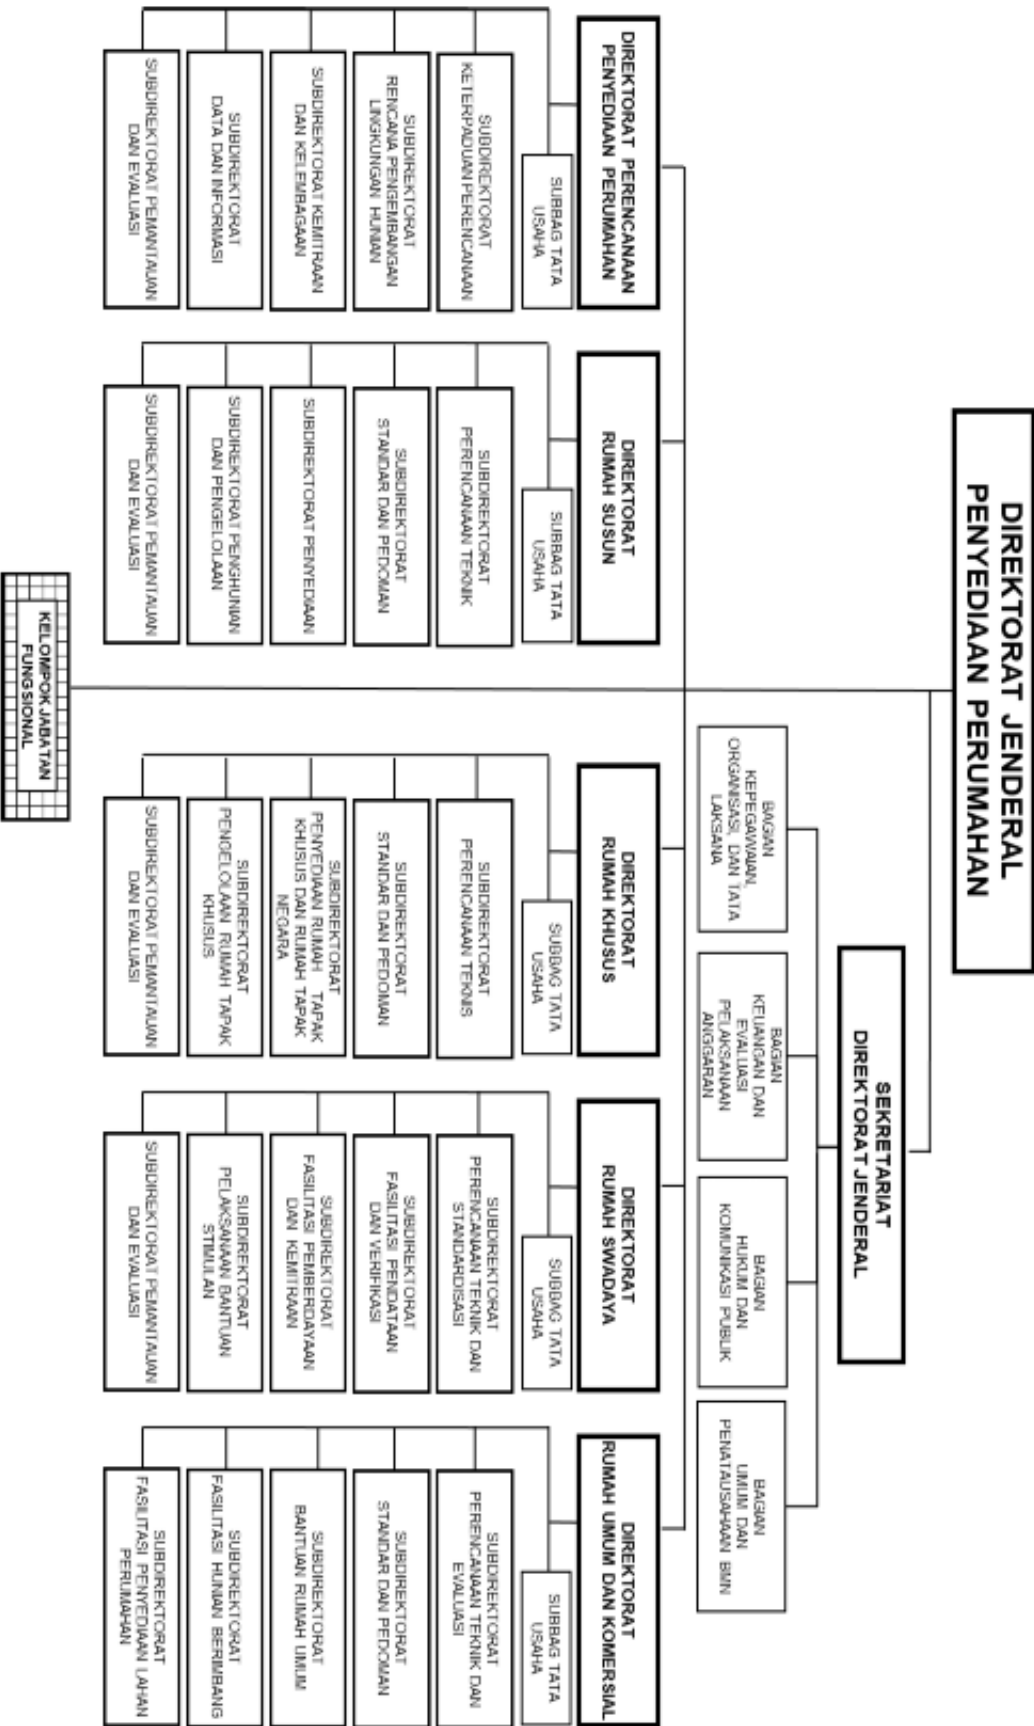 DIREKTORAT JENDERAL
PENYEDIAAN PERUMAHAN
SEKRETARIAT
DIREKTORAT JENDERAL
BAGIAN
KEPEGAWAIAN,
ORGANISASI, DAN TATA
LAKSANA
BAGIAN
KEUANGAN DAN
EVALUASI
PELAKSANAAN
ANGGARAN
BAGIAN
HUKUM DAN
KOMUNIKASI PUBLIK
BAGIAN
UMUM DAN
PENATAUSAHAAN BMN
DIREKTORAT PERENCANAAN
PENYEDIAAN PERUMAHAN
SUBBAG TATA
USAHA
SUBDIREKTORAT
KETERPADUAN PERENCANAAN
SUBDIREKTORAT
RENCANA PENGEMBANGAN
LINGKUNGAN HUNIAN
SUBDIREKTORAT KEMITRAAN
DAN KELEMBAGAAN
SUBDIREKTORAT
DATA DAN INFORMASI
SUBDIREKTORAT PEMANTAUAN
DAN EVALUASI
DIREKTORAT
RUMAH SUSUN
SUBBAG TATA
USAHA
SUBDIREKTORAT
PERENCANAAN TEKNIK
SUBDIREKTORAT
STANDAR DAN PEDOMAN
SUBDIREKTORAT PENYEDIAAN
SUBDIREKTORAT PENGHUNIAN
DAN PENGELOLAAN
SUBDIREKTORAT PEMANTAUAN
DAN EVALUASI
DIREKTORAT
RUMAH KHUSUS
SUBBAG TATA
USAHA
SUBDIREKTORAT
PERENCANAAN TEKNIS
SUBDIREKTORAT
STANDAR DAN PEDOMAN
SUBDIREKTORAT
PENYEDIAAN RUMAH TAPAK
KHUSUS DAN RUMAH TAPAK
NEGARA
SUBDIREKTORAT
PENGELOLAAN RUMAH TAPAK
KHUSUS
SUBDIREKTORAT PEMANTAUAN
DAN EVALUASI
DIREKTORAT
RUMAH SWADAYA
SUBBAG TATA
USAHA
SUBDIREKTORAT
PERENCANAAN TEKNIK DAN
STANDARDISASI
SUBDIREKTORAT
FASILITASI PENDATAAN
DAN VERIFIKASI
SUBDIREKTORAT
FASILITASI PEMBERDAYAAN
DAN KEMITRAAN
SUBDIREKTORAT
PELAKSANAAN BANTUAN
STIMULAN
SUBDIREKTORAT PEMANTAUAN
DAN EVALUASI
DIREKTORAT
RUMAH UMUM DAN KOMERSIAL
SUBBAG TATA
USAHA
SUBDIREKTORAT
PERENCANAAN TEKNIK DAN
EVALUASI
SUBDIREKTORAT
STANDAR DAN PEDOMAN
SUBDIREKTORAT
BANTUAN RUMAH UMUM
SUBDIREKTORAT
FASILITASI HUNIAN BERIMBANG
SUBDIREKTORAT
FASILITASI PENYEDIAAN LAHAN
PERUMAHAN
KELOMPOK JABATAN
FUNGSIONAL